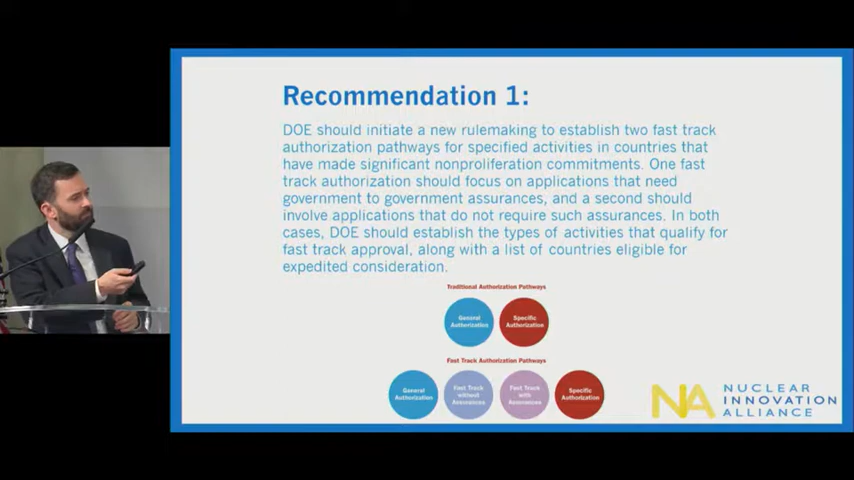 Recommendation 1:
DOE should initiate a new rulemaking to establish two fast track
authorization pathways for specified activities in countries that
have made significant nonproliferation commitments. One fast
track authorization should focus on applications that need
government to government assurances, and a second should
involve applications that do not require such assurances. In both
cases, DOE should establish the types of activities that qualify for
fast track approval, along with a list of countries eligible for
expedited consideration.
Traditional Authorization Pathways
General
Authorization
Specific
Authorization
Fast Track Authorization Pathways
General
Authorization
Fast Track
without
Assurances
Fast Track
with
Assurances
Specific
Authorization
NA
NUCLEAR
INNOVATION
ALLIANCE